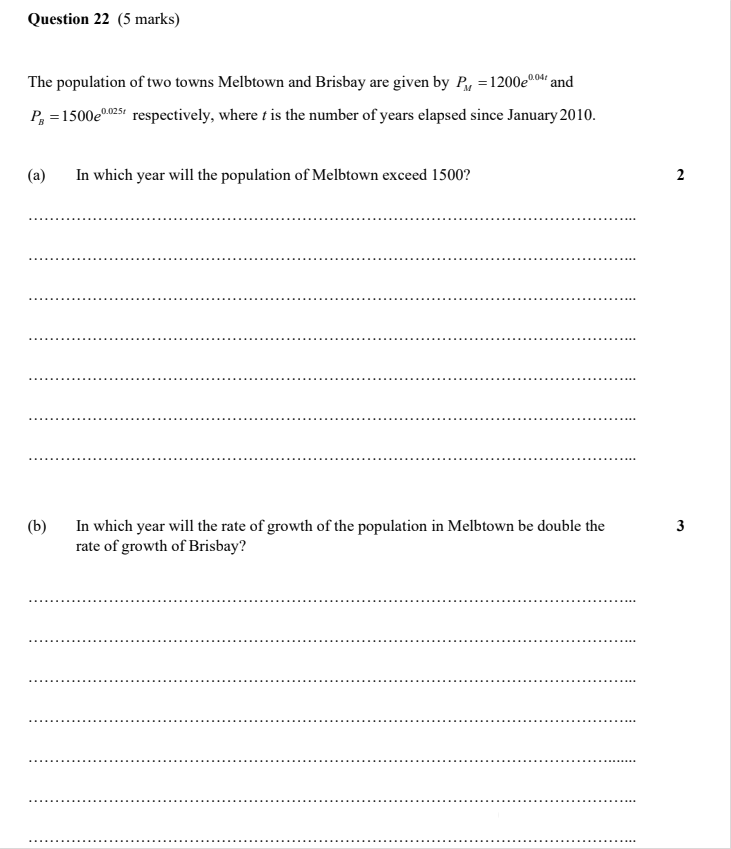 Question 22 (5 marks)
The population of two towns Melbtown and Brisbay are given by P_M = 1200e^{0.04t} and
P_B = 1500e^{0.025t} respectively, where t is the number of years elapsed since January 2010.
(a) In which year will the population of Melbtown exceed 1500? 2
(b) In which year will the rate of growth of the population in Melbtown be double the 3
rate of growth of Brisbay?